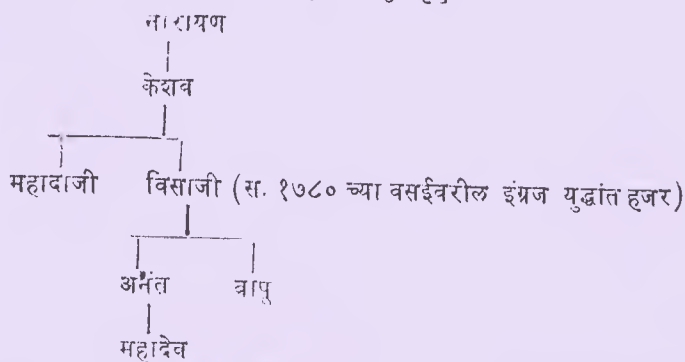 नारायण
केशव
महादाजी विसाजी (स. १७८० च्या वसईवरील इंग्रज युद्धांत हजर)
अनंत बापु
महादेव